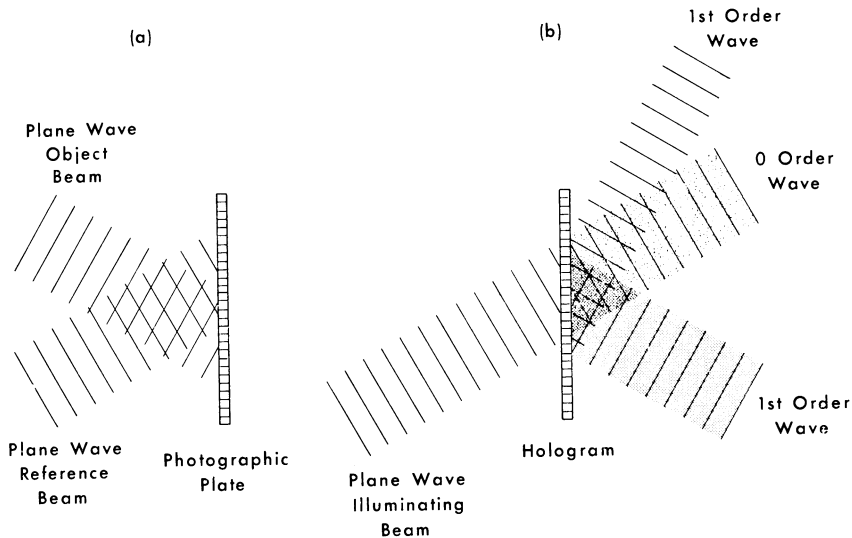 (a)
Plane Wave
Object
Beam
Plane Wave
Reference
Beam
Photographic
Plate
(b)
1st Order
Wave
0 Order
Wave
1st Order
Wave
Hologram
Plane Wave
Illuminating
Beam